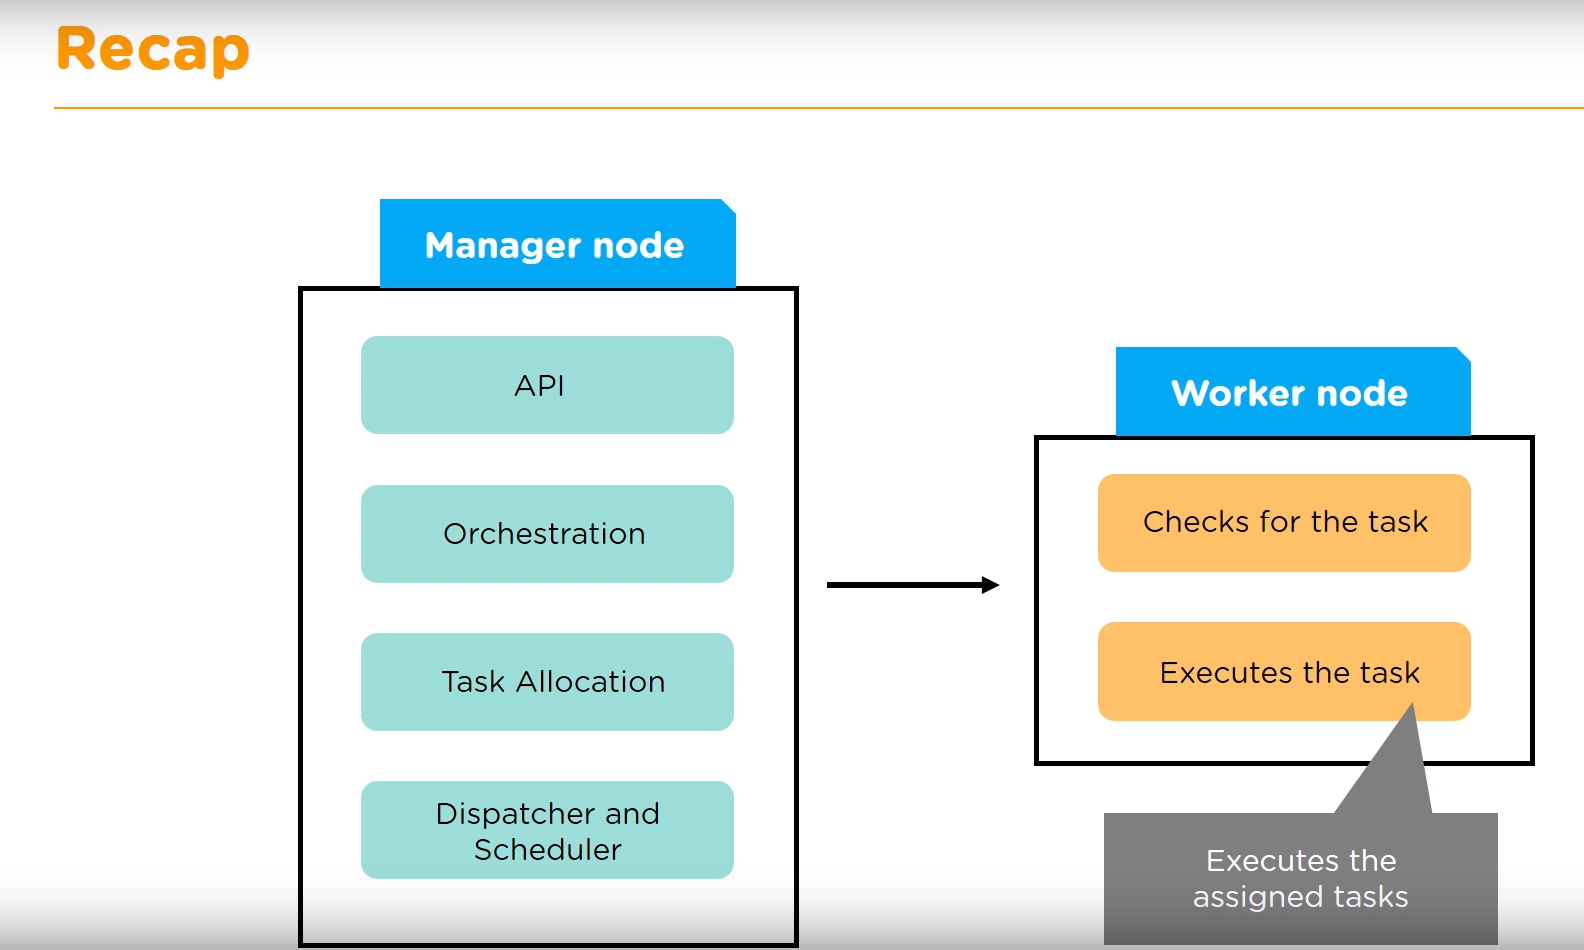 Recap
Manager node
API
Orchestration
Task Allocation
Dispatcher and
Scheduler
Worker node
Checks for the task
Executes the task
Executes the
assigned tasks